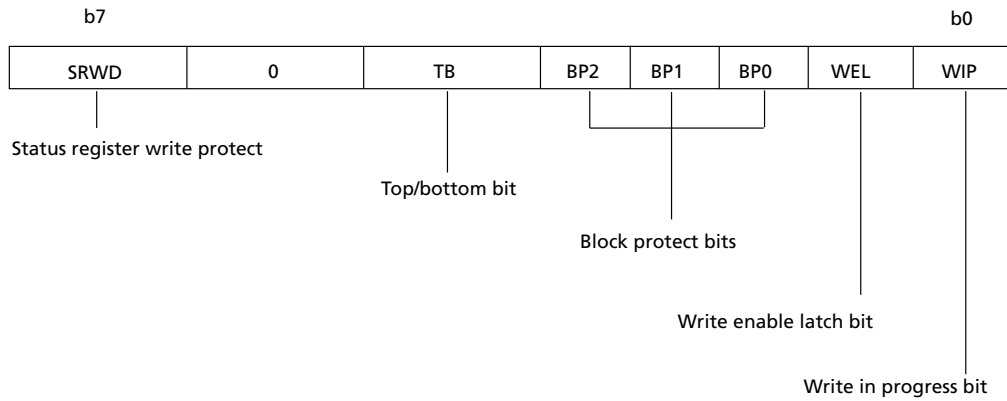 b7 b0
SRWD 0 TB BP2 BP1 BP0 WEL WIP
Status register write protect
Top/bottom bit
Block protect bits
Write enable latch bit
Write in progress bit